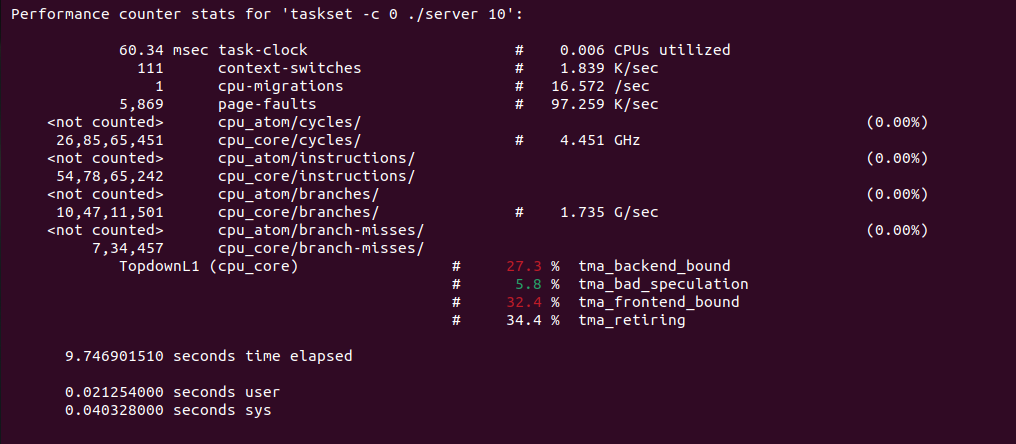 Performance counter stats for 'taskset -c 0 ./server 10':
60.34 msec task-clock # 0.006 CPUs utilized
111 context-switches # 1.839 K/sec
1 cpu-migrations # 16.572 /sec
5,869 page-faults # 97.259 K/sec
<not counted> cpu_atom/cycles/ (0.00%)
26,85,65,451 cpu_core/cycles/ # 4.451 GHz
<not counted> cpu_atom/instructions/ (0.00%)
54,78,65,242 cpu_core/instructions/
<not counted> cpu_atom/branches/ (0.00%)
10,47,11,501 cpu_core/branches/ # 1.735 G/sec
<not counted> cpu_atom/branch-misses/ (0.00%)
7,34,457 cpu_core/branch-misses/
TopdownL1 (cpu_core) # 27.3 % tma_backend_bound
# 5.8 % tma_bad_speculation
# 32.4 % tma_frontend_bound
# 34.4 % tma_retiring
9.746901510 seconds time elapsed
0.021254000 seconds user
0.040328000 seconds sys